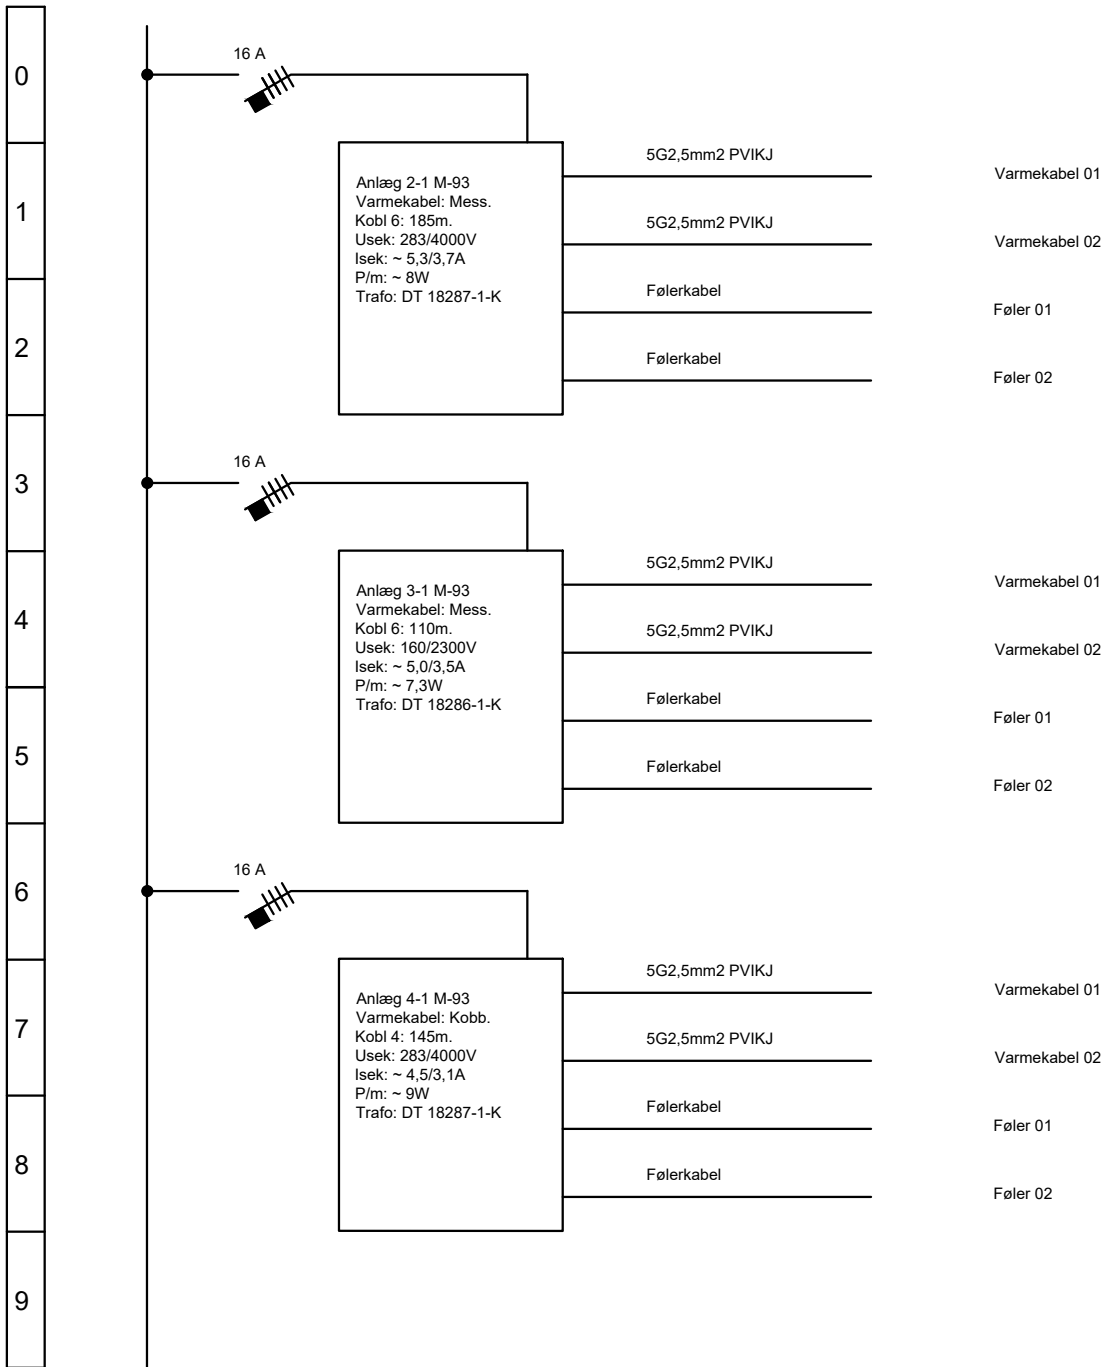 0
16 A
1
Anlæg 2-1 M-93
Varmekabel: Mess.
Kobl 6: 185m.
Usek: 283/4000V
Isek: ~ 5,3/3,7A
P/m: ~ 8W
Trafo: DT 18287-1-K
5G2,5mm2 PVIKJ
Varmekabel 01
5G2,5mm2 PVIKJ
Varmekabel 02
2
Følerkabel
Føler 01
Følerkabel
Føler 02
3
16 A
4
Anlæg 3-1 M-93
Varmekabel: Mess.
Kobl 6: 110m.
Usek: 160/2300V
Isek: ~ 5,0/3,5A
P/m: ~ 7,3W
Trafo: DT 18286-1-K
5G2,5mm2 PVIKJ
Varmekabel 01
5G2,5mm2 PVIKJ
Varmekabel 02
5
Følerkabel
Føler 01
Følerkabel
Føler 02
6
16 A
7
Anlæg 4-1 M-93
Varmekabel: Kobb.
Kobl 4: 145m.
Usek: 283/4000V
Isek: ~ 4,5/3,1A
P/m: ~ 9W
Trafo: DT 18287-1-K
5G2,5mm2 PVIKJ
Varmekabel 01
5G2,5mm2 PVIKJ
Varmekabel 02
8
Følerkabel
Føler 01
Følerkabel
Føler 02
9